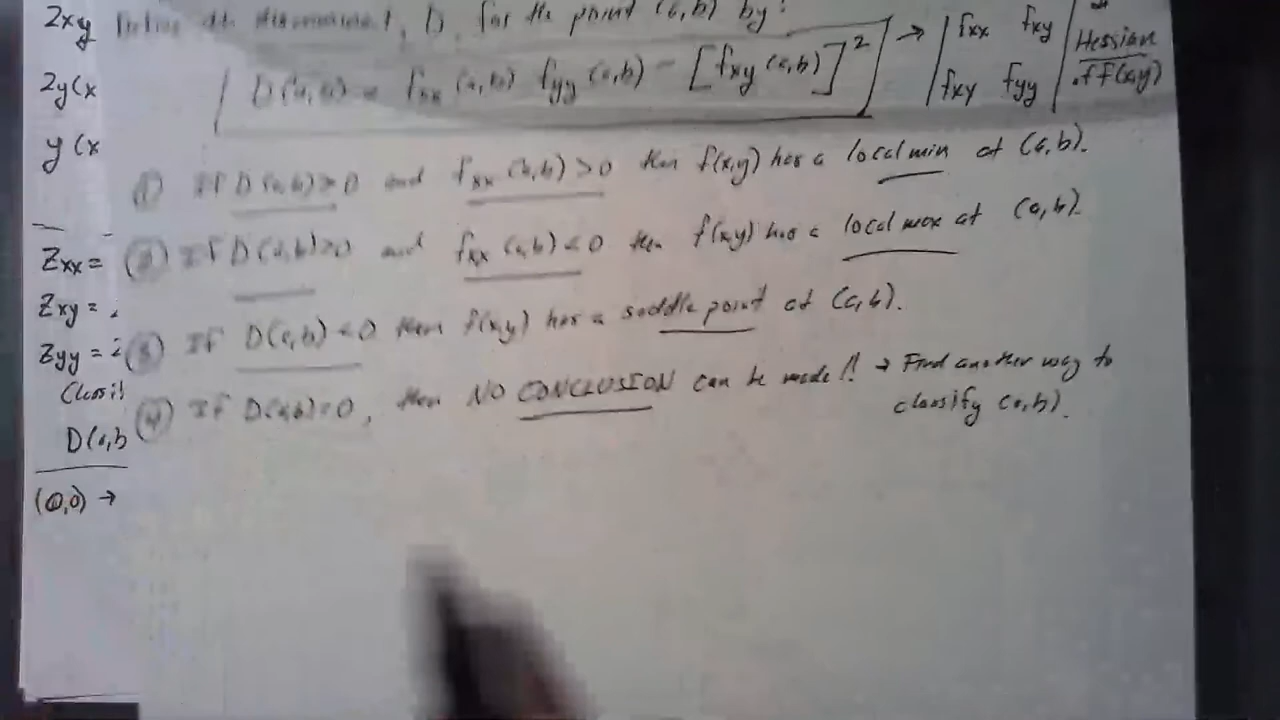 2xy
2y(x
y(x
Zxx =
Zxy =
Zyy =
Classif
D(a,b
(0,0) →
the discriminant, D, for the point (a,b) by:
D(a,b) = fxx (a,b) fyy (a,b) - [fxy (a,b)]² → | fxx fxy
fxy fyy | Hessian
of f(x,y)
(1) If D(a,b) > 0 and fxx (a,b) > 0 then f(x,y) has a local min at (a,b).
(2) If D(a,b) > 0 and fxx (a,b) < 0 then f(x,y) has a local max at (a,b).
(3) If D(a,b) < 0 then f(x,y) has a saddle point at (a,b).
(4) If D(a,b) = 0, then NO CONCLUSION can be made!! → Find another way to
classify (a,b).